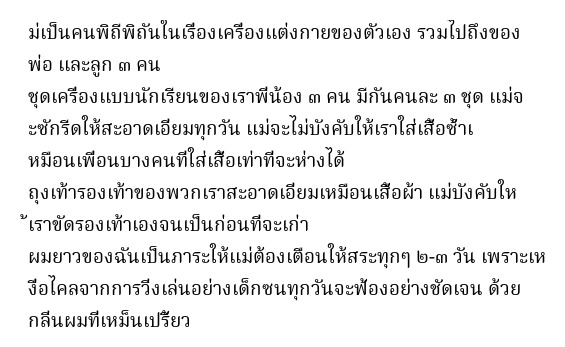 ม่เป็นคนพิถีพิถันในเรื่องเครื่องแต่งกายของตัวเอง รวมไปถึงของ
พ่อ และลูก ๓ คน
ชุดเครื่องแบบนักเรียนของเราพี่น้อง ๓ คน มีกันคนละ ๓ ชุด แม่จ
ะซักรีดให้สะอาดเอี่ยมทุกวัน แม่จะไม่บังคับให้เราใส่เสื้อซ้ำเ
หมือนเพื่อนบางคนที่ใส่เสื้อเท่าที่จะห่างได้
ถุงเท้ารองเท้าของพวกเราสะอาดเอี่ยมเหมือนเสื้อผ้า แม่บังคับให
้เราขัดรองเท้าเองจนเป็นก่อนที่จะเก่า
ผมยาวของฉันเป็นภาระให้แม่ต้องเตือนให้สระทุกๆ ๒-๓ วัน เพราะเห
งื่อไคลจากการวิ่งเล่นอย่างเด็กซนทุกวันจะฟ้องอย่างชัดเจน ด้วย
กลิ่นผมที่เหม็นเปรี้ยว